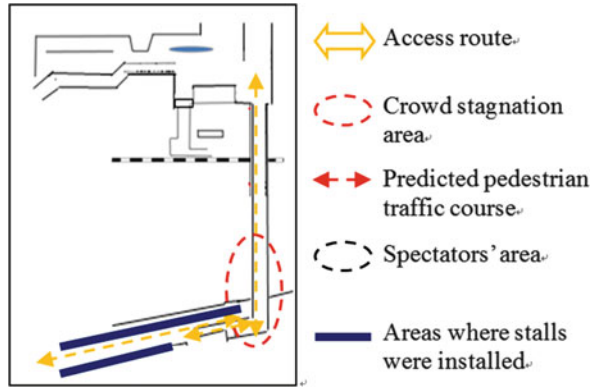 Access route
Crowd stagnation
area
Predicted pedestrian
traffic course
Spectators' area
Areas where stalls
were installed